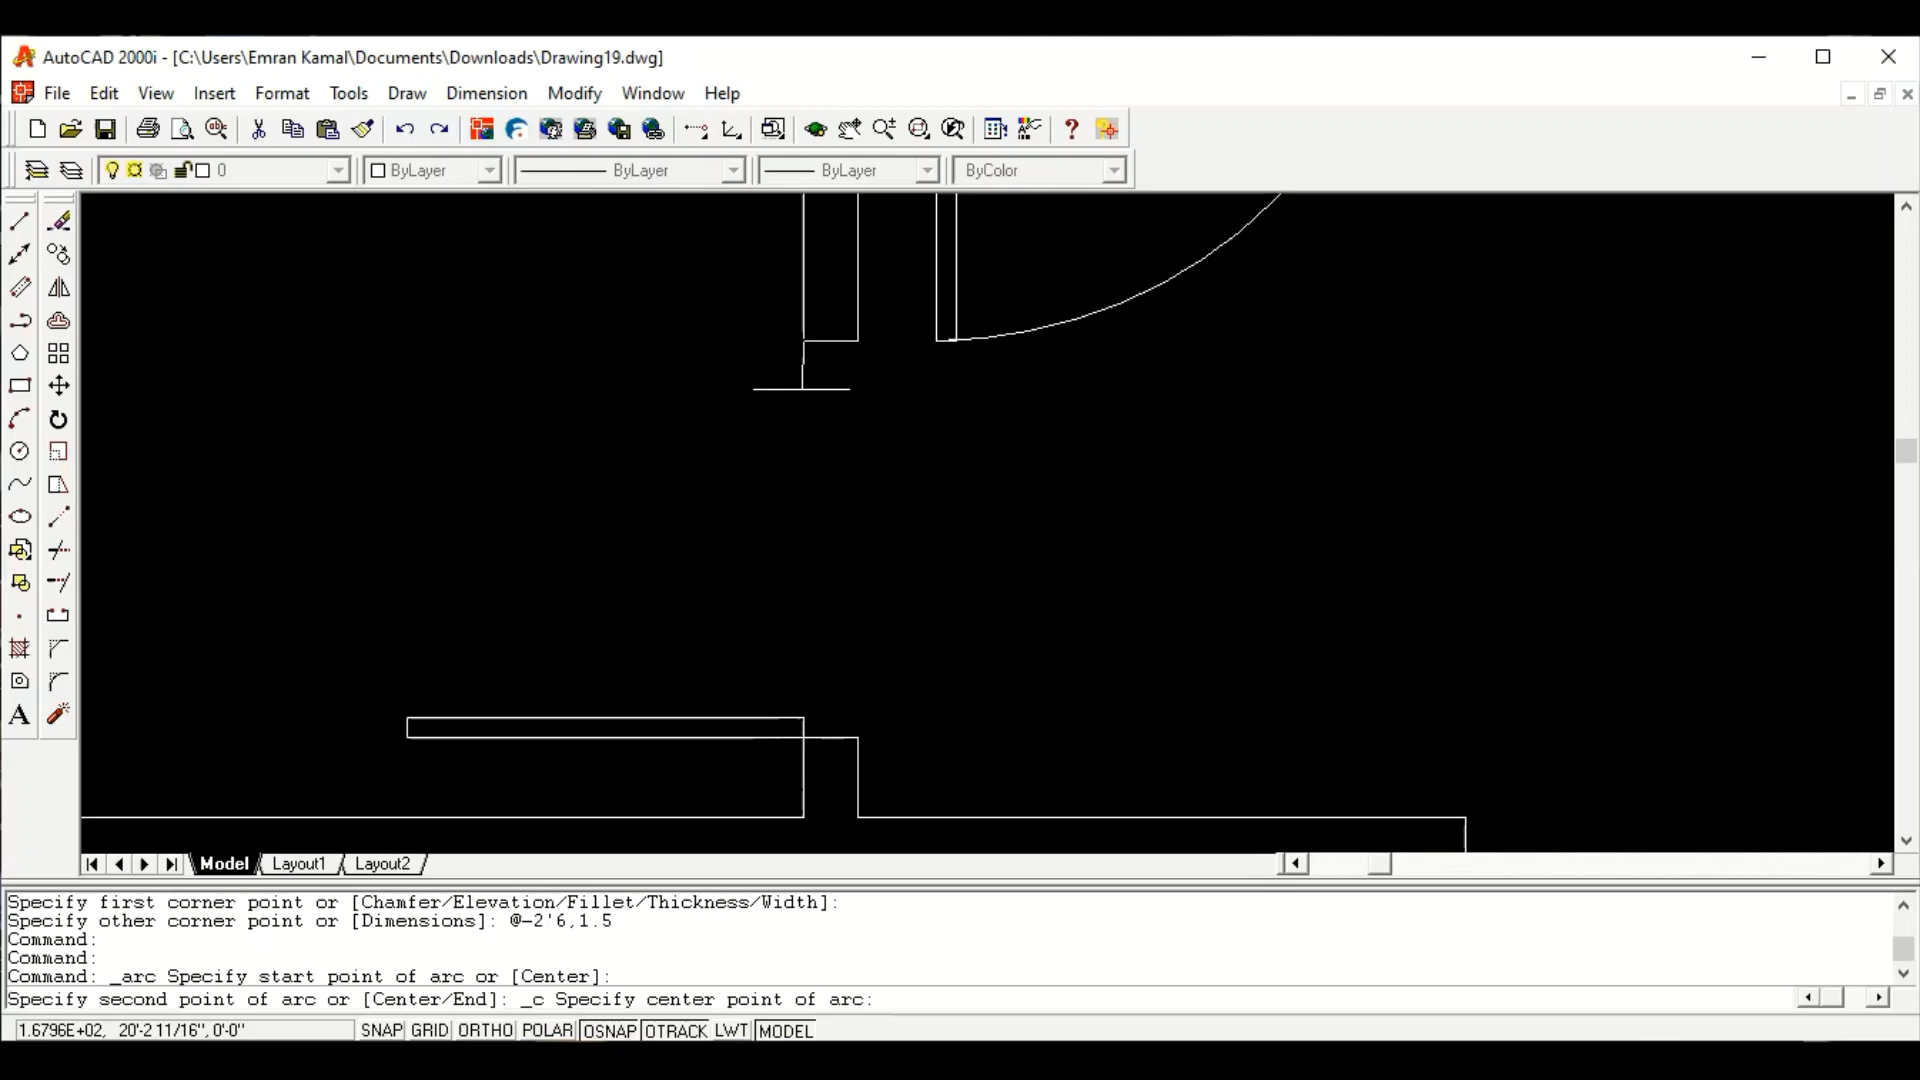 AutoCAD 2000i - [C:\Users\Emran Kamal\Documents\Downloads\Drawing19.dwg]
File Edit View Insert Format Tools Draw Dimension Modify Window Help
0 ByLayer ByLayer ByLayer ByColor
A
Model Layout1 Layout2
Specify first corner point or [Chamfer/Elevation/Fillet/Thickness/Width]:
Specify other corner point or [Dimensions]: @-2'6,1.5
Command:
Command:
Command: _arc Specify start point of arc or [Center]:
Specify second point of arc or [Center/End]: _c Specify center point of arc:
1.6796E+02, 20'-2 11/16", 0'-0" SNAP GRID ORTHO POLAR OSNAP OTRACK LWT MODEL